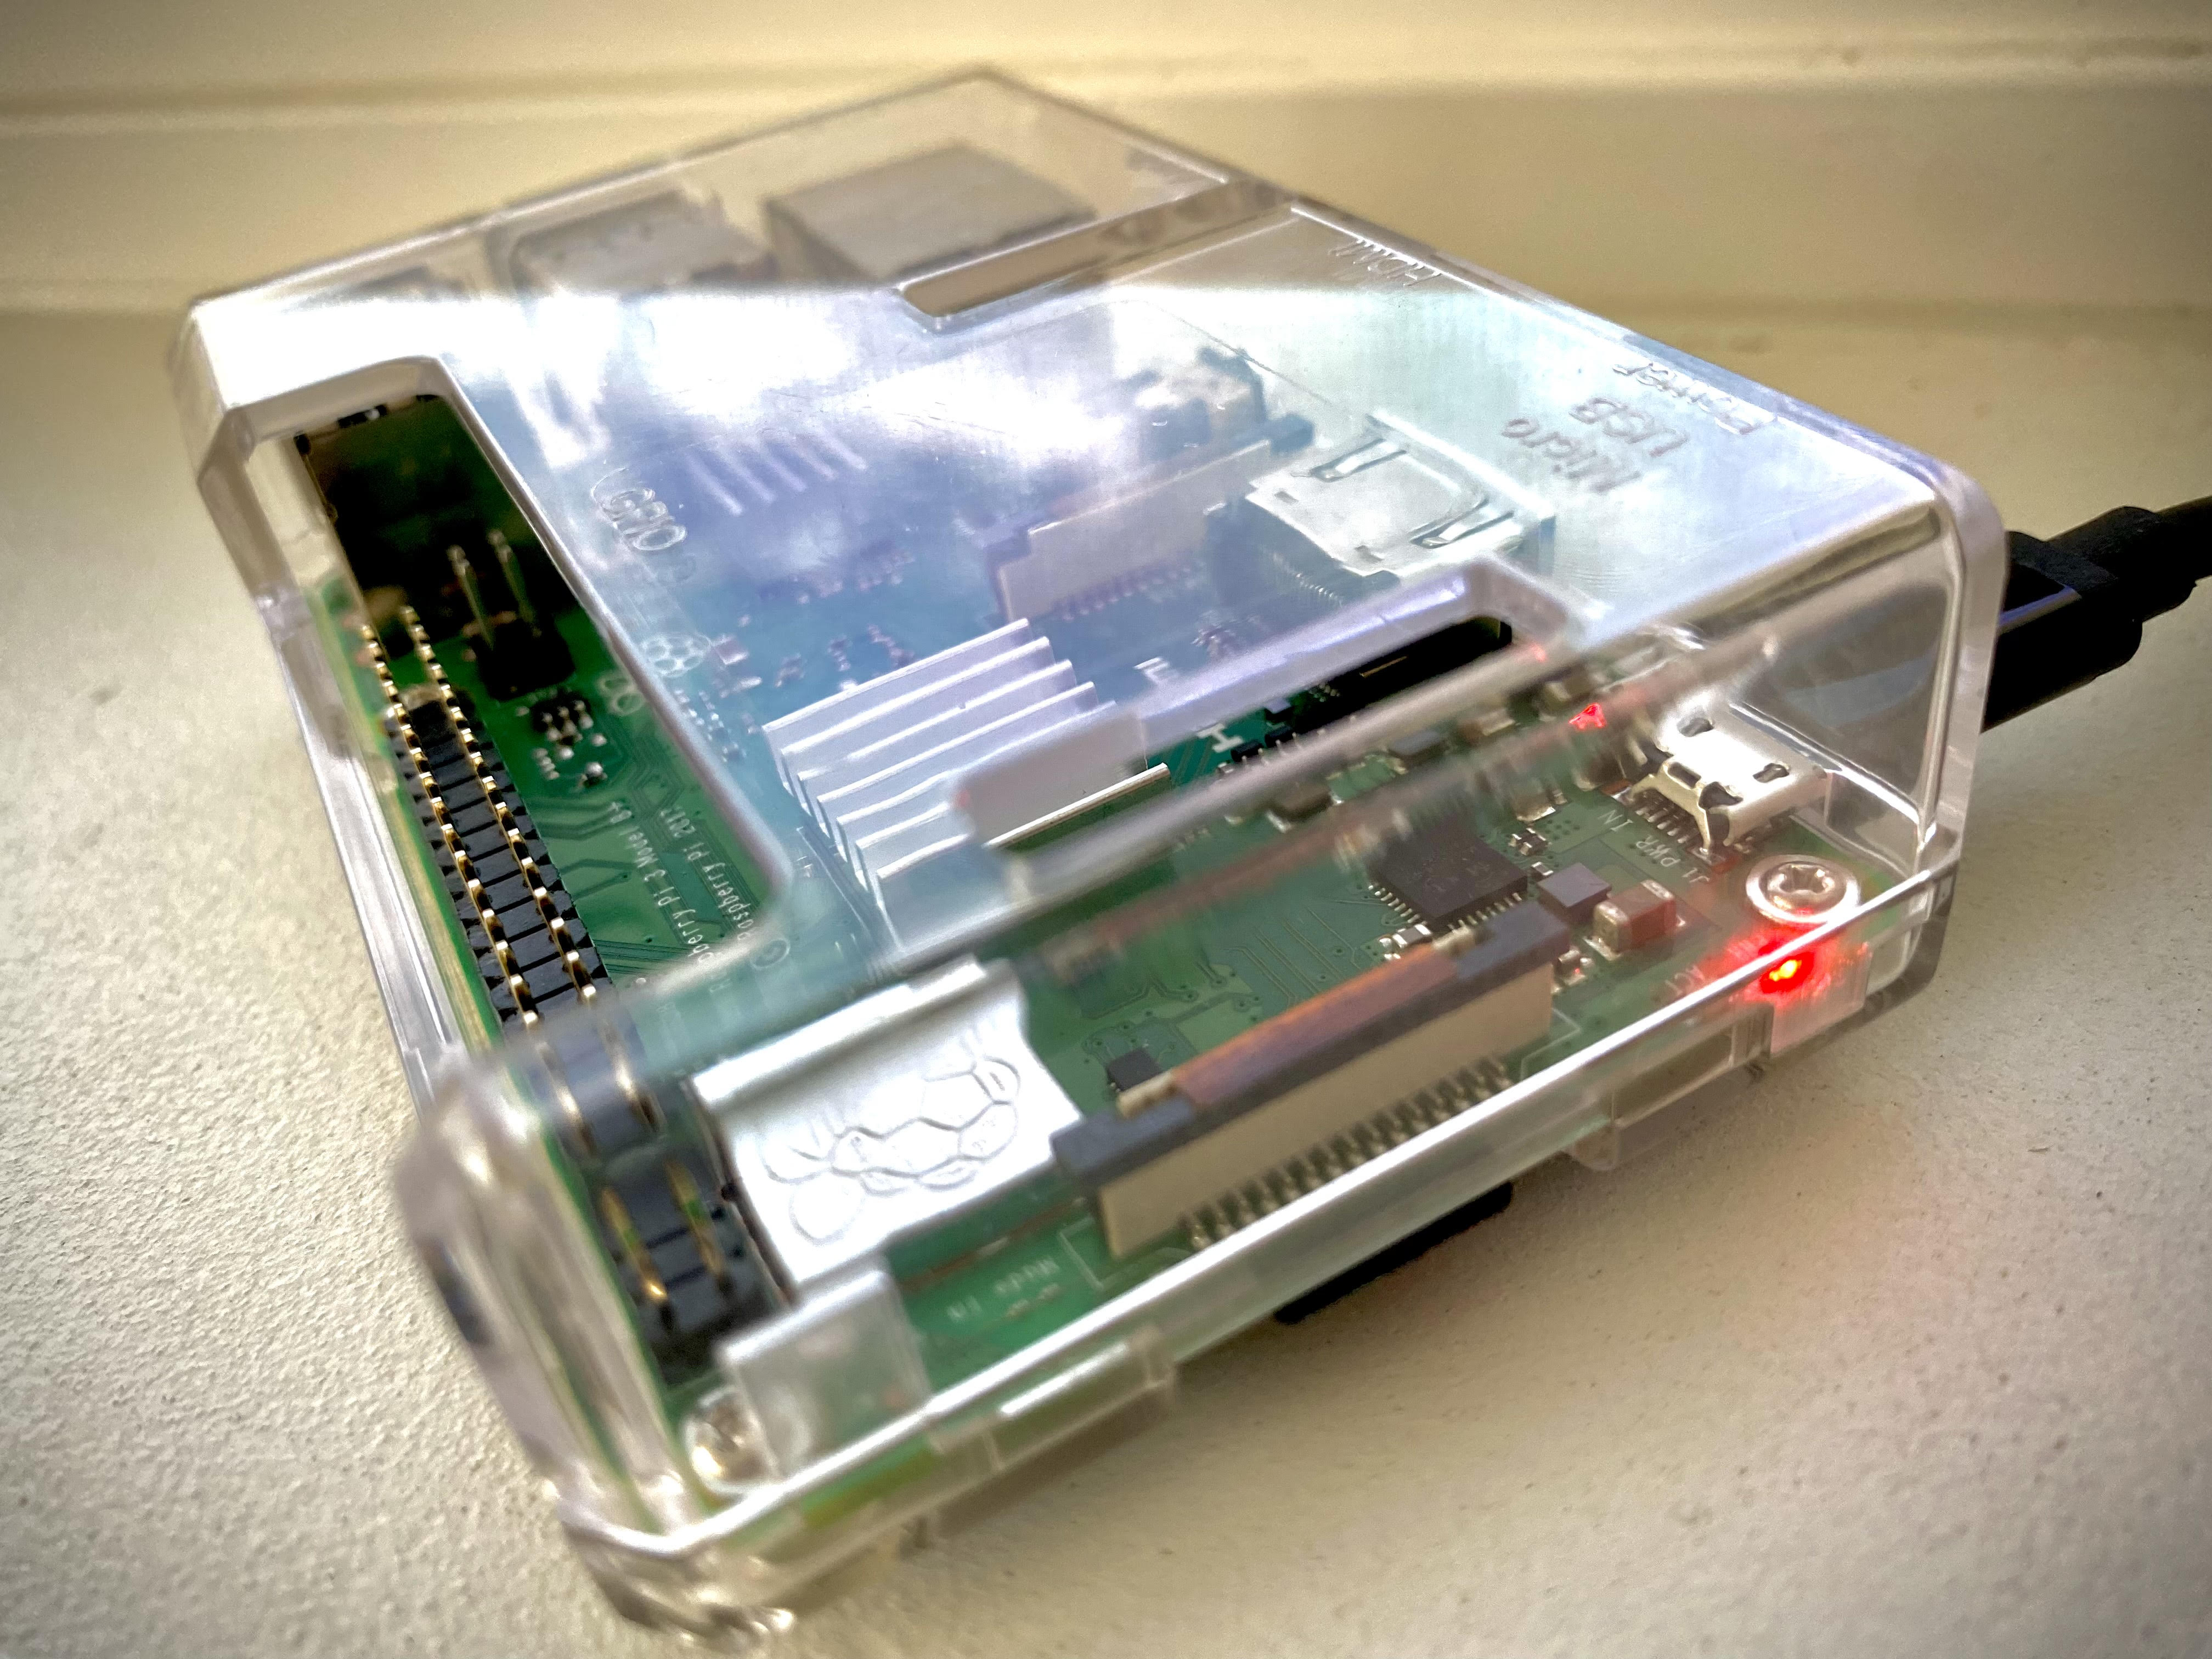 HDMI
Power
Micro
USB
GPIO
Raspberry Pi 3 Model B+
© Raspberry Pi 2017
PWR IN
J1
ACT